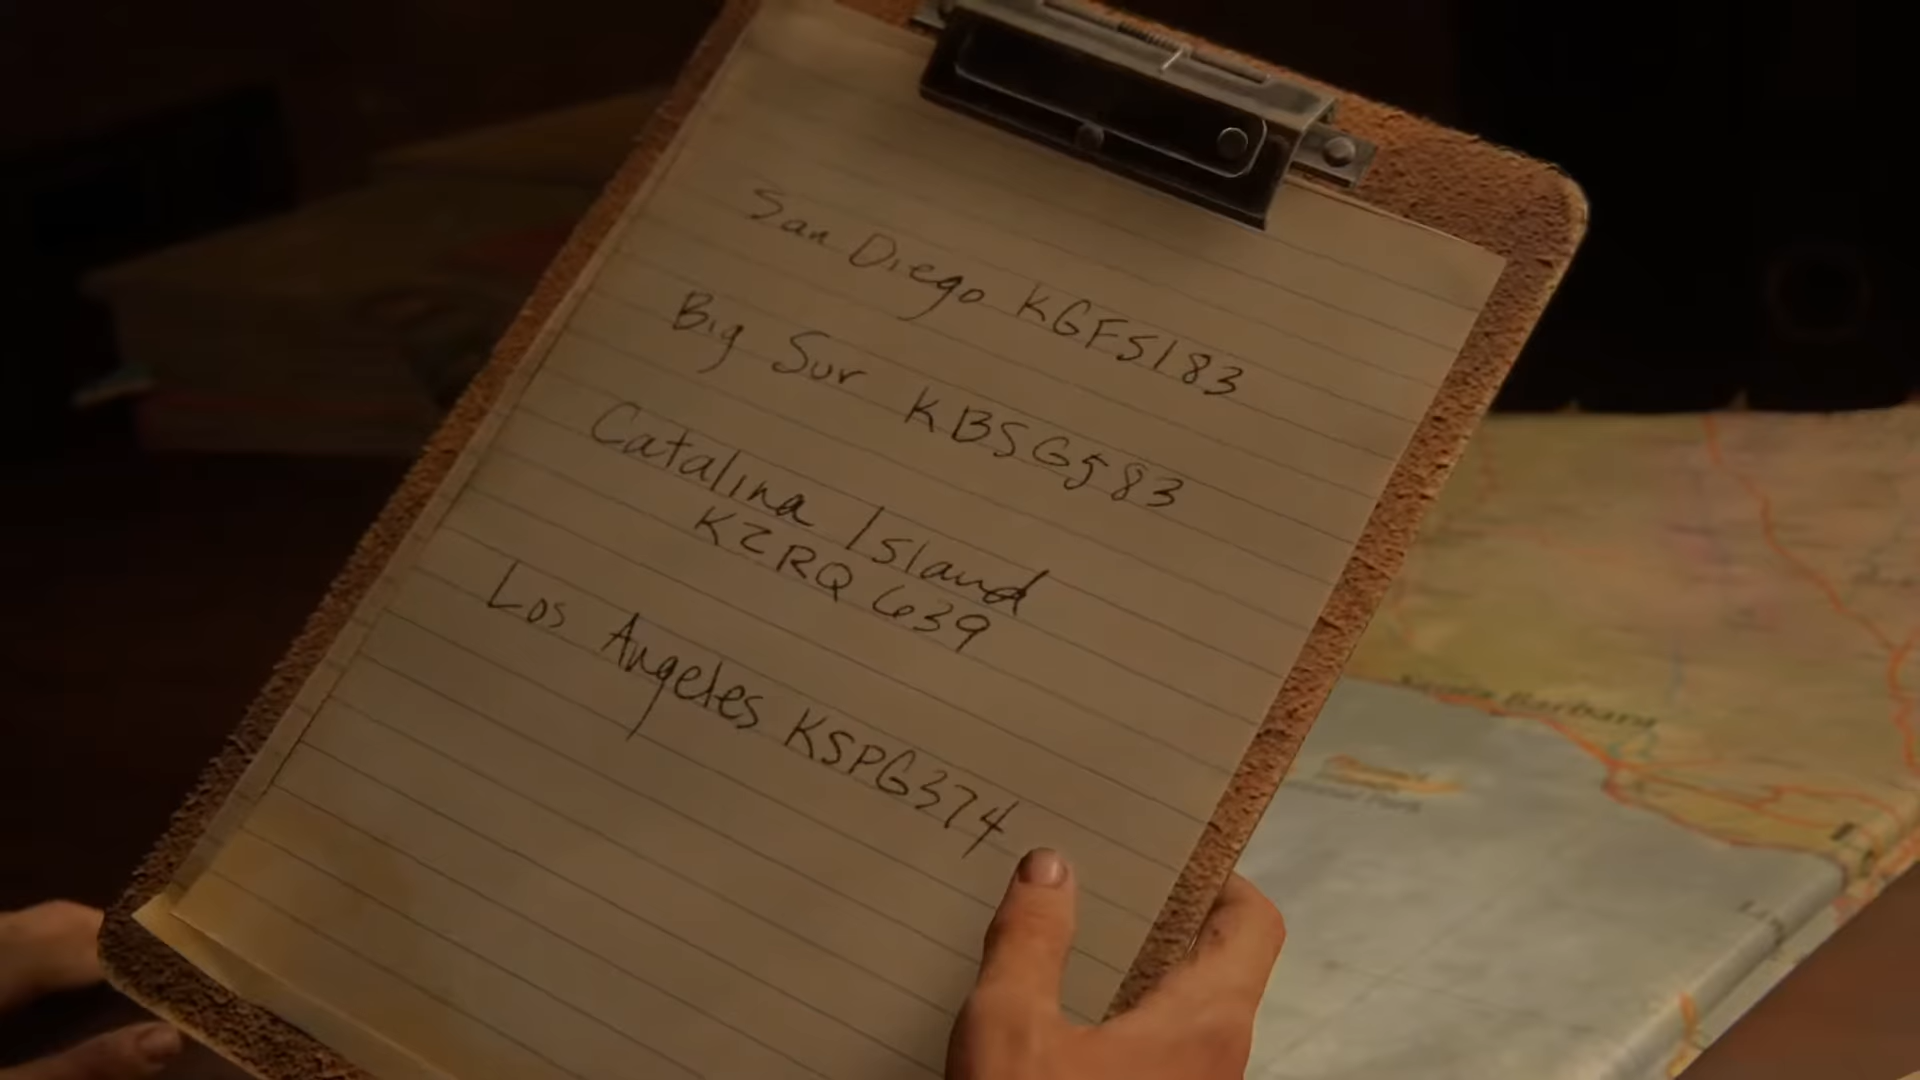 San Diego KGFS183
Big Sur KBSG583
Catalina Island
KZRQ639
Los Angeles KSPG374